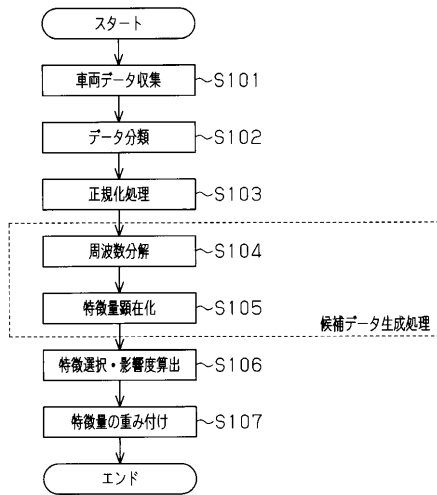 スタート
車両データ収集 S101
データ分類 S102
正規化処理 S103
周波数分解 S104
特徴量顕在化 S105
候補データ生成処理
特徴選択・影響度算出 S106
特徴量の重み付け S107
エンド